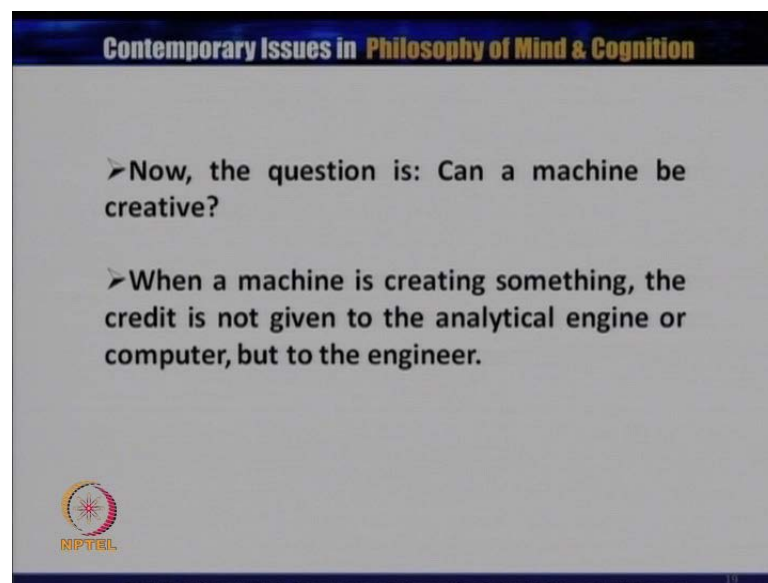 Contemporary Issues in Philosophy of Mind & Cognition
➢Now, the question is: Can a machine be
creative?
➢When a machine is creating something, the
credit is not given to the analytical engine or
computer, but to the engineer.
NPTEL
19